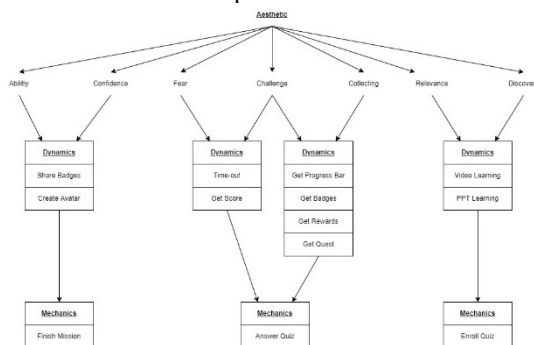 Aesthetic
Ability
Confidence
Fear
Challenge
Collecting
Relevance
Discover
Dynamics
Share Badges
Create Avatar
Dynamics
Time-out
Get Score
Dynamics
Get Progress Bar
Get Badges
Get Rewards
Get Quest
Dynamics
Video Learning
PPT Learning
Mechanics
Finish Mission
Mechanics
Answer Quiz
Mechanics
Enroll Quiz